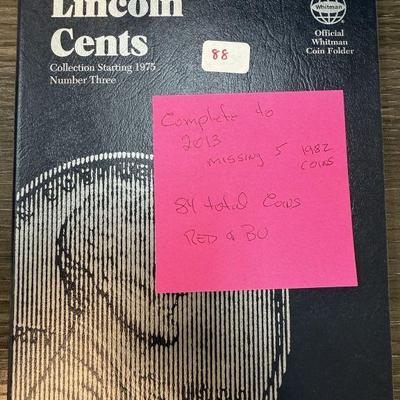 Lincoln
Cents
Collection Starting 1975
Number Three
88
Whitman
Official
Whitman
Coin Folder
Complete to
2013
missing 5 1982
COINS
84 total Coins
RED & BU